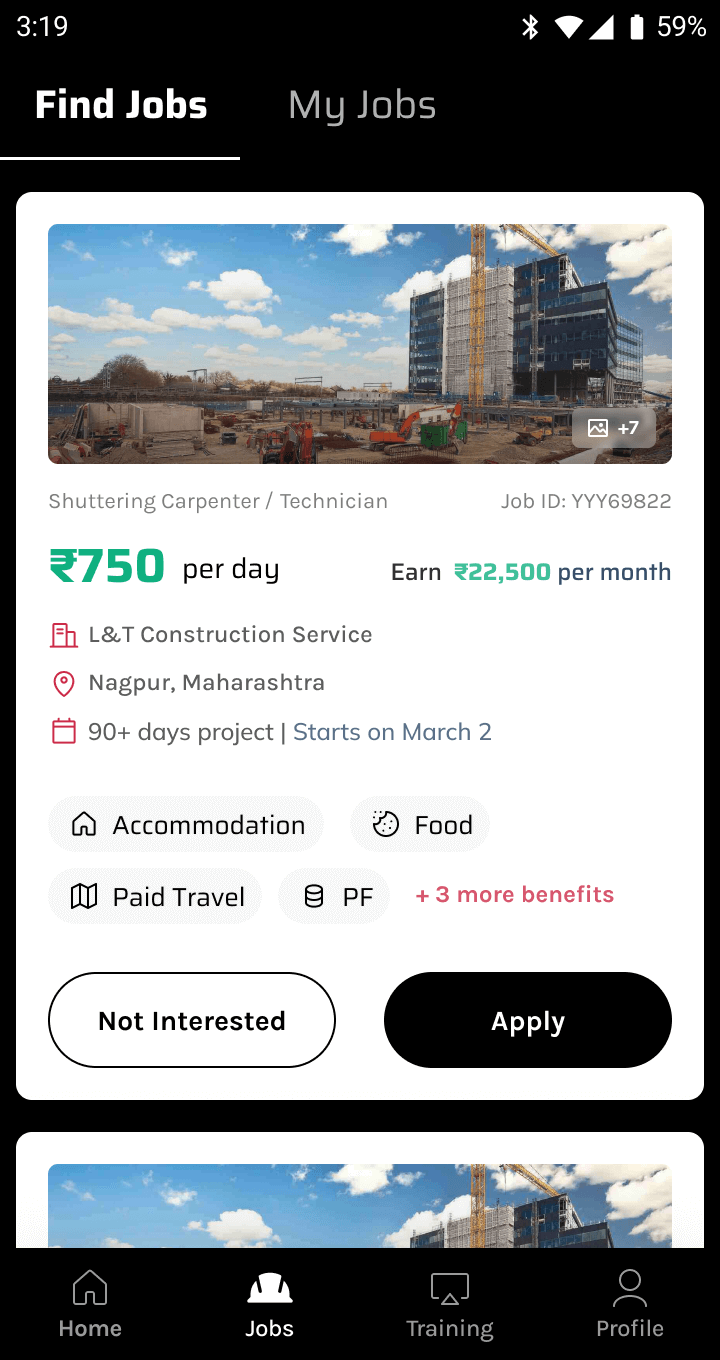 3:19 59%
Find Jobs My Jobs
+7
Shuttering Carpenter / Technician Job ID: YYY69822
₹750 per day Earn ₹22,500 per month
L&T Construction Service
Nagpur, Maharashtra
90+ days project | Starts on March 2
Accommodation Food
Paid Travel PF + 3 more benefits
Not Interested Apply
Home Jobs Training Profile